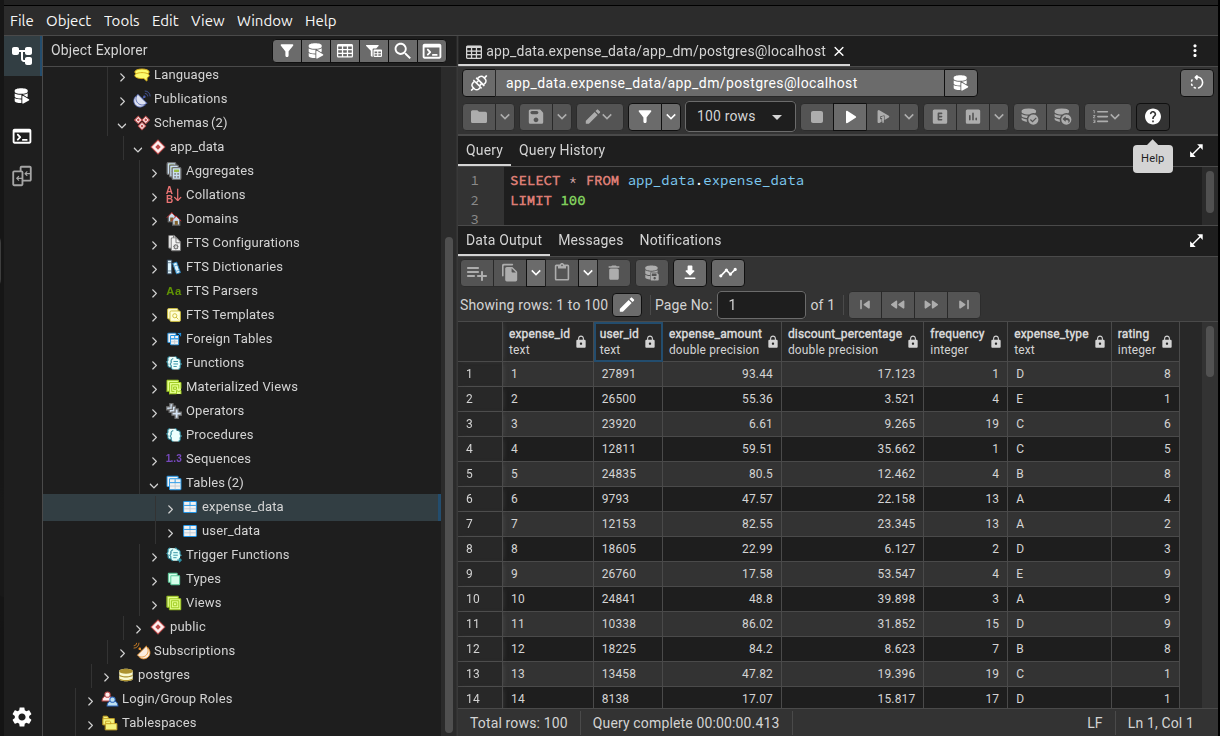 File Object Tools Edit View Window Help
Object Explorer
Languages
Publications
Schemas (2)
app_data
Aggregates
Collations
Domains
FTS Configurations
FTS Dictionaries
Aa FTS Parsers
FTS Templates
Foreign Tables
Functions
Materialized Views
Operators
Procedures
1..3 Sequences
Tables (2)
expense_data
user_data
Trigger Functions
Types
Views
public
Subscriptions
postgres
Login/Group Roles
Tablespaces
app_data.expense_data/app_dm/postgres@localhost
app_data.expense_data/app_dm/postgres@localhost
100 rows E ?
Help
Query Query History
1 SELECT * FROM app_data.expense_data
2 LIMIT 100
3
Data Output Messages Notifications
Showing rows: 1 to 100 Page No: 1 of 1
expense_id user_id expense_amount discount_percentage frequency expense_type rating
text text double precision double precision integer text integer
1 1 27891 93.44 17.123 1 D 8
2 2 26500 55.36 3.521 4 E 1
3 3 23920 6.61 9.265 19 C 6
4 4 12811 59.51 35.662 1 C 5
5 5 24835 80.5 12.462 4 B 8
6 6 9793 47.57 22.158 13 A 4
7 7 12153 82.55 23.345 13 A 2
8 8 18605 22.99 6.127 2 D 3
9 9 26760 17.58 53.547 4 E 9
10 10 24841 48.8 39.898 3 A 9
11 11 10338 86.02 31.852 15 D 9
12 12 18225 84.2 8.623 7 B 8
13 13 13458 47.82 19.396 19 C 1
14 14 8138 17.07 15.817 17 D 1
Total rows: 100 Query complete 00:00:00.413 LF Ln 1, Col 1